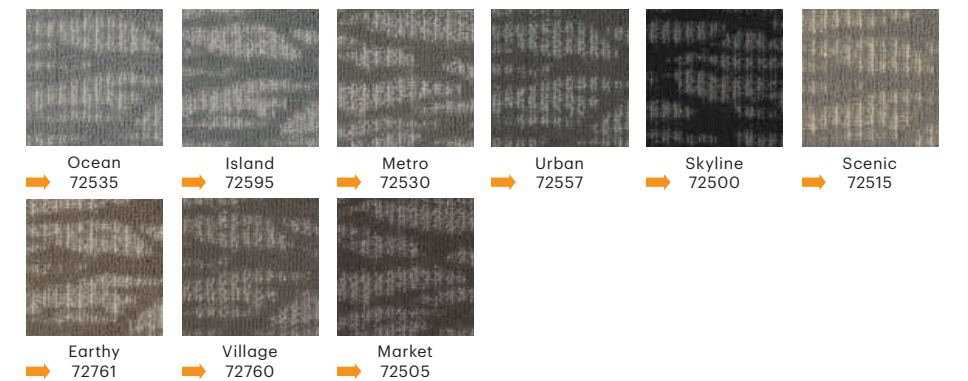 Ocean
72535
Island
72595
Metro
72530
Urban
72557
Skyline
72500
Scenic
72515
Earthy
72761
Village
72760
Market
72505